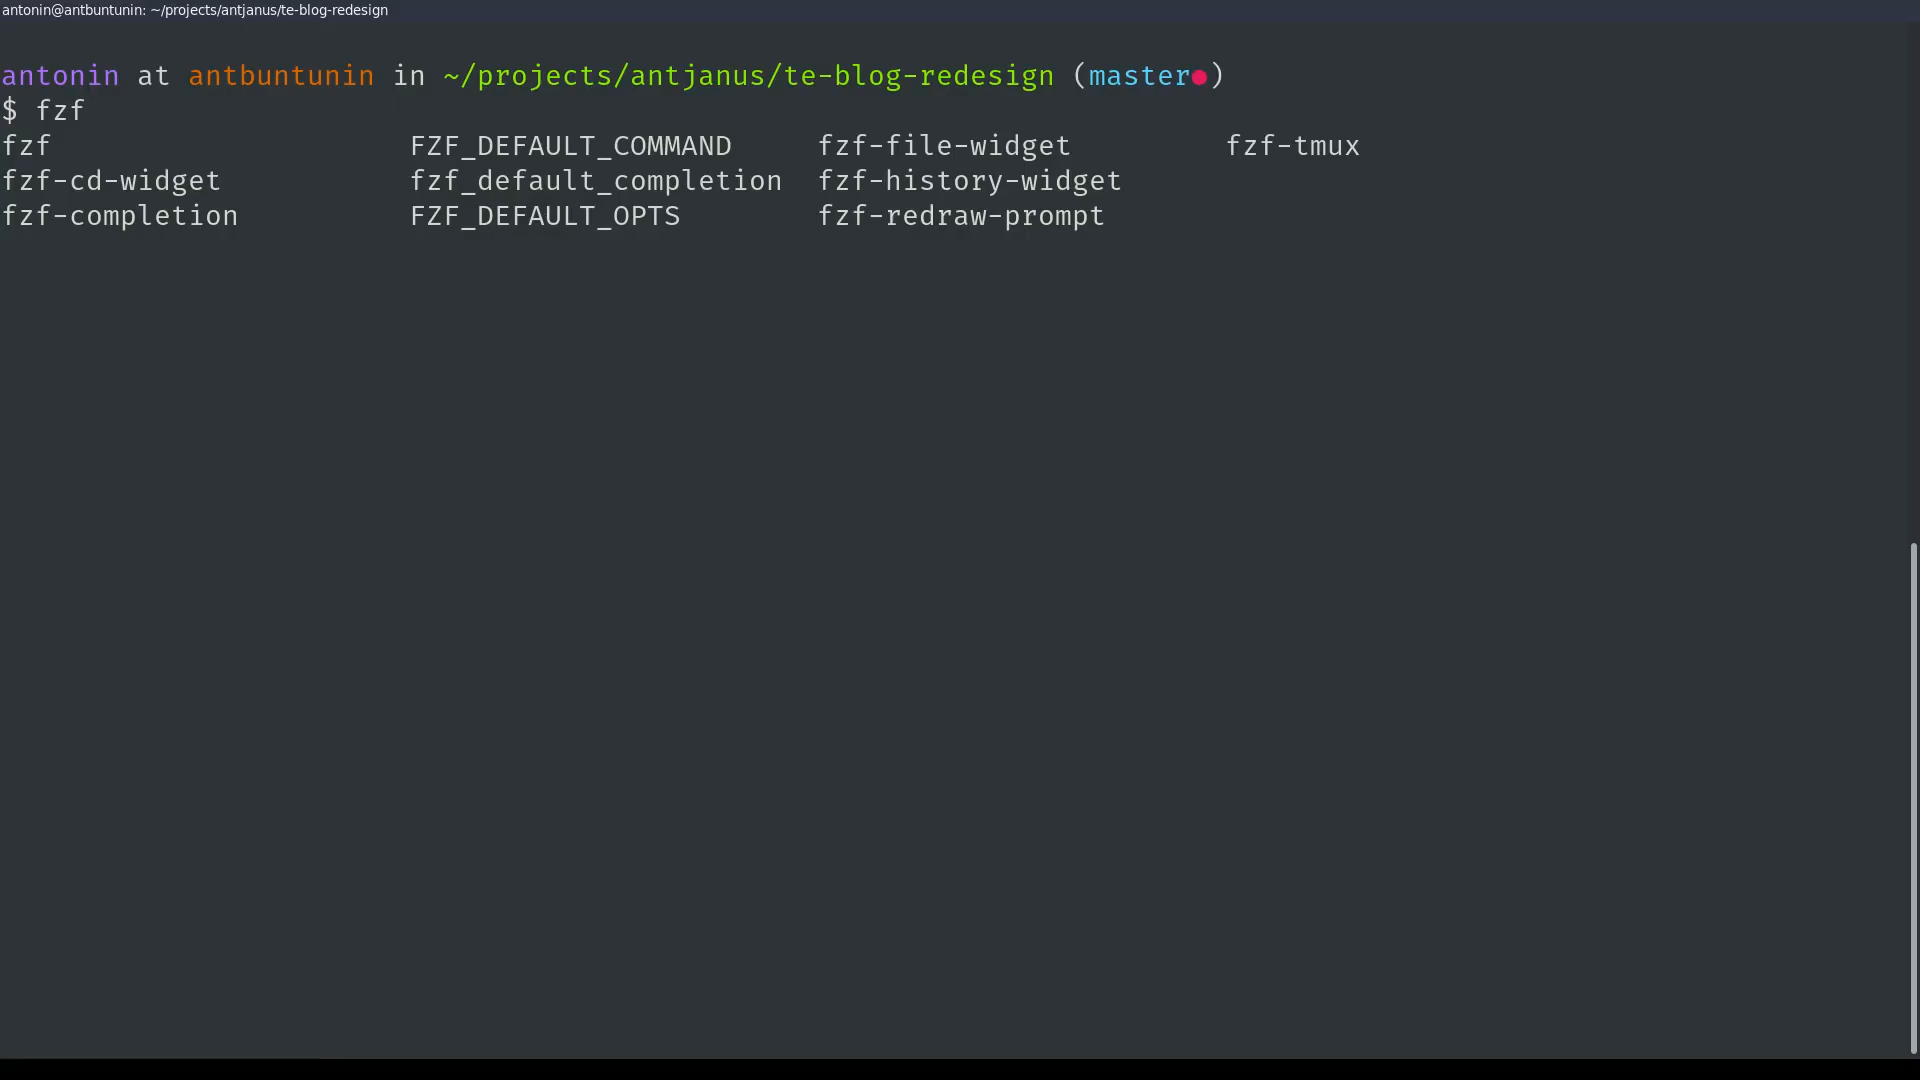 antonin@antbuntunin: ~/projects/antjanus/te-blog-redesign
antonin at antbuntunin in ~/projects/antjanus/te-blog-redesign (master●)
$ fzf
fzf FZF_DEFAULT_COMMAND fzf-file-widget fzf-tmux
fzf-cd-widget fzf_default_completion fzf-history-widget
fzf-completion FZF_DEFAULT_OPTS fzf-redraw-prompt